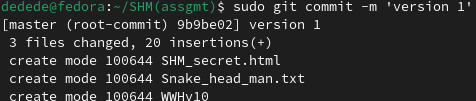 dedede@fedora:~/SHM(assgmt)$ sudo git commit -m 'version 1'
[master (root-commit) 9b9be02] version 1
 3 files changed, 20 insertions(+)
 create mode 100644 SHM_secret.html
 create mode 100644 Snake_head_man.txt
 create mode 100644 WWHv10